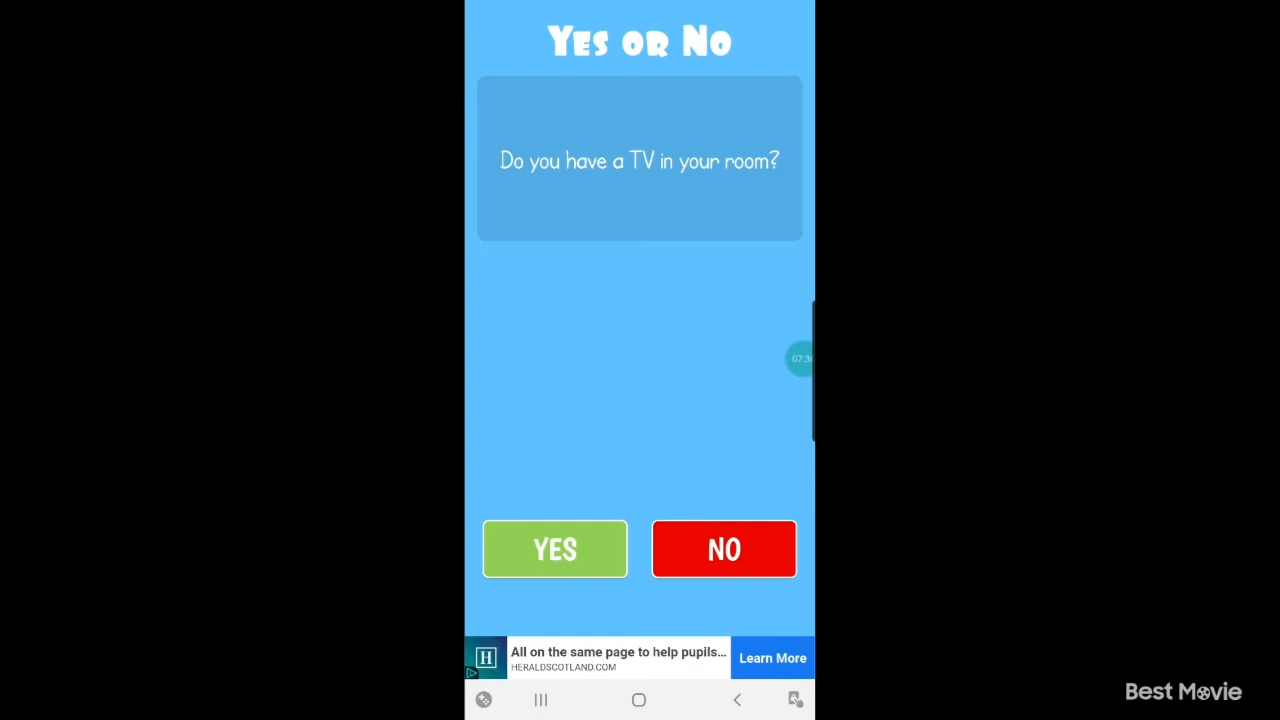 Yes or No
Do you have a TV in your room?
YES
NO
H
All on the same page to help pupils...
HERALDSCOTLAND.COM
Learn More
Best Movie